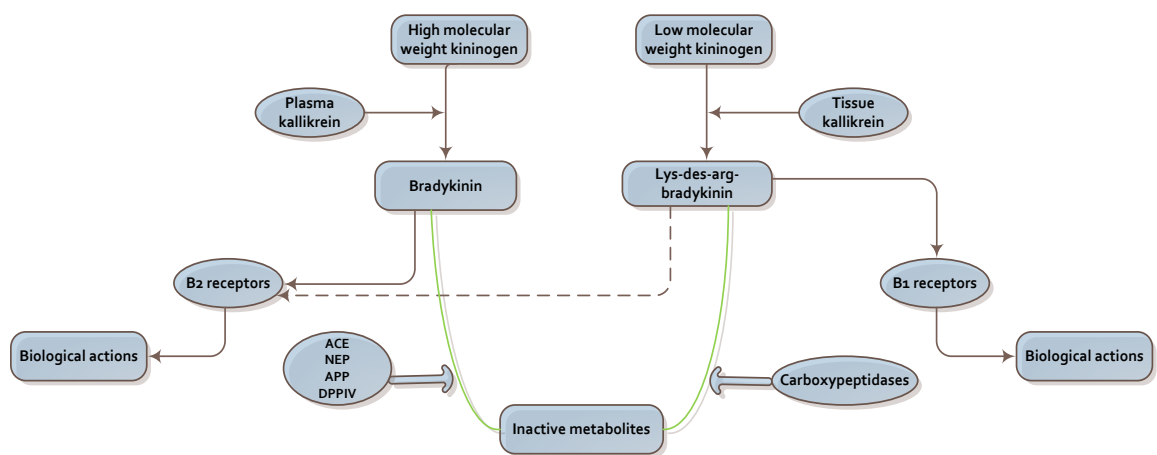 High molecular
weight kininogen
Low molecular
weight kininogen
Plasma
kallikrein
Tissue
kallikrein
Bradykinin
Lys-des-arg-
bradykinin
B2 receptors
B1 receptors
Biological actions
ACE
NEP
APP
DPPIV
Carboxypeptidases
Biological actions
Inactive metabolites